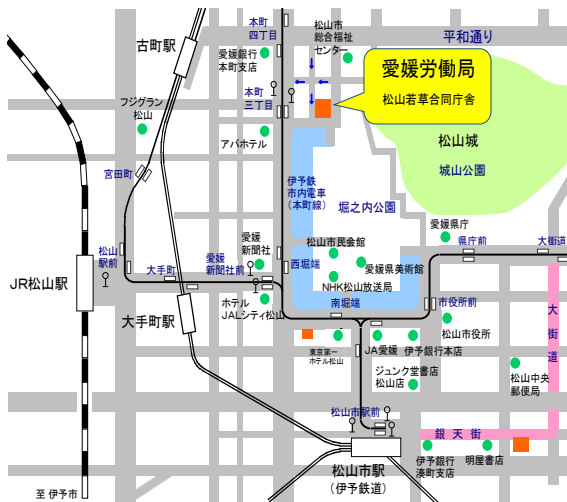 本町
四丁目
松山市
総合福祉
センター
平和通り
古町駅
愛媛銀行
本町支店
愛媛労働局
松山若草合同庁舎
フジグラン
松山
本町
三丁目
アパホテル
松山城
城山公園
宮田町
伊予鉄
市内電車
(本町線)
堀之内公園
愛媛県庁
県庁前
大街道
松山
駅前
愛媛
新聞社
愛媛
新聞社前
西堀端
松山市民会館
愛媛県美術館
NHK松山放送局
大手町
JR松山駅
南堀端
市役所前
大街道
ホテル
JALシティ松山
大手町駅
松山市役所
東京第一
ホテル松山
JA愛媛
伊予銀行本店
ジュンク堂書店
松山店
松山中央
郵便局
松山市駅前
銀天街
伊予銀行
湊町支店
明屋書店
松山市駅
(伊予鉄道)
至 伊予市